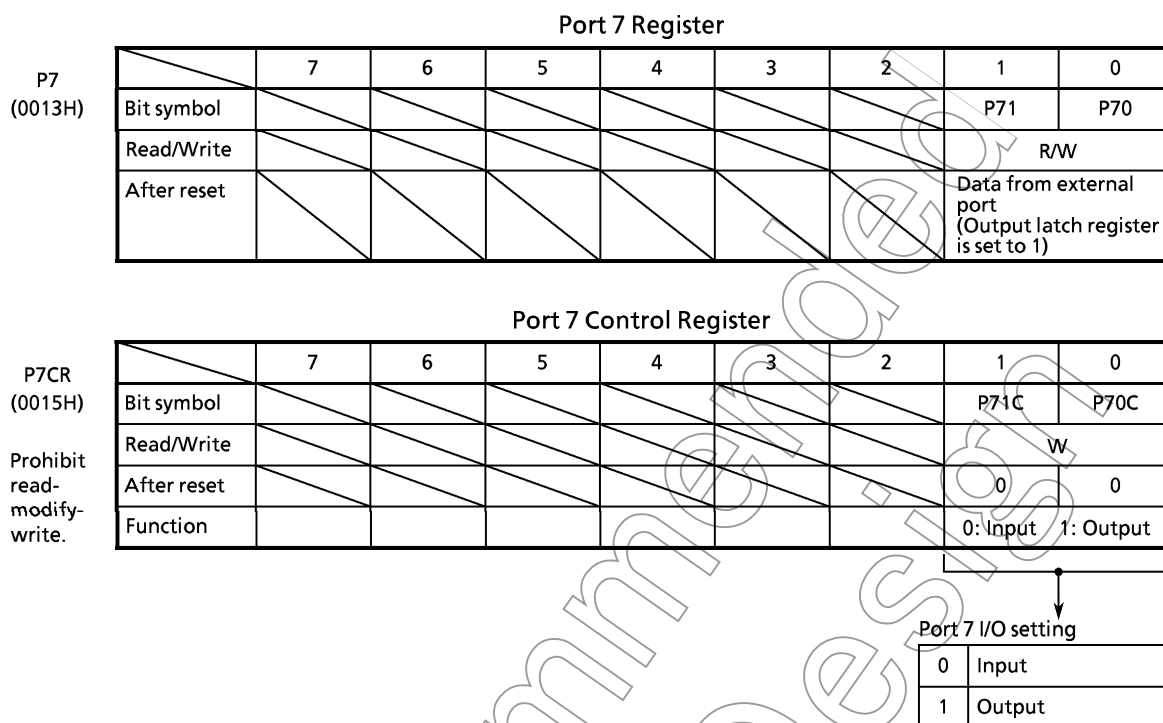 Port 7 Register
P7
(0013H)
7 6 5 4 3 2 1 0
Bit symbol P71 P70
Read/Write R/W
After reset Data from external
port
(Output latch register
is set to 1)
Port 7 Control Register
P7CR
(0015H)
Prohibit
read-
modify-
write.
7 6 5 4 3 2 1 0
Bit symbol P71C P70C
Read/Write W
After reset 0 0
Function 0: Input 1: Output
Port 7 I/O setting
0 Input
1 Output
mmended
Design